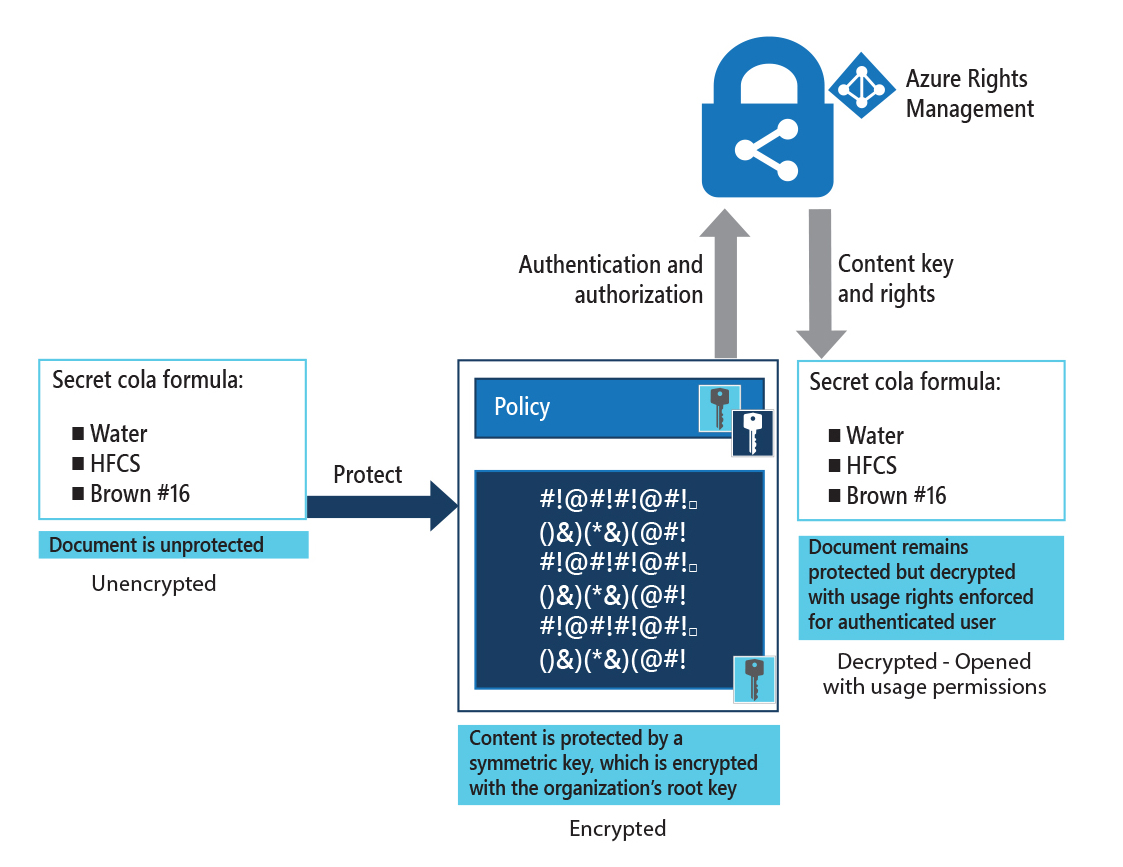 Azure Rights
Management
Authentication and
authorization
Content key
and rights
Secret cola formula:
■ Water
■ HFCS
■ Brown #16
Document is unprotected
Unencrypted
Protect
Policy
#!@#!#!@#!□
()&)(*&)(@#!
#!@#!#!@#!□
()&)(*&)(@#!
#!@#!#!@#!□
()&)(*&)(@#!
Content is protected by a
symmetric key, which is encrypted
with the organization’s root key
Encrypted
Secret cola formula:
■ Water
■ HFCS
■ Brown #16
Document remains
protected but decrypted
with usage rights enforced
for authenticated user
Decrypted - Opened
with usage permissions